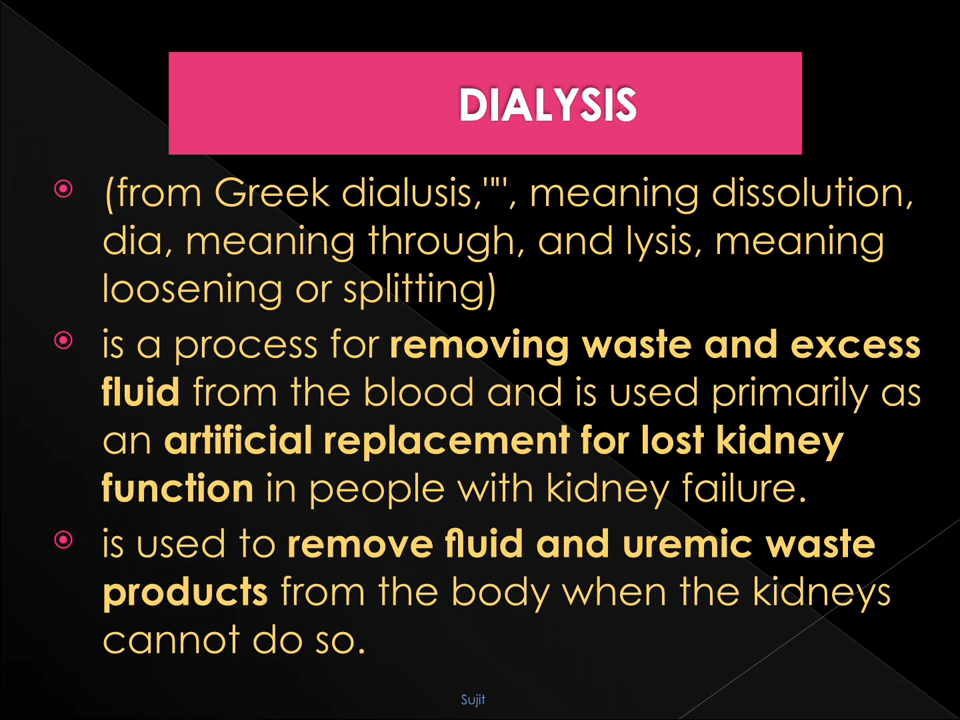 DIALYSIS
(from Greek dialusis,"", meaning dissolution,
dia, meaning through, and lysis, meaning
loosening or splitting)
is a process for removing waste and excess
fluid from the blood and is used primarily as
an artificial replacement for lost kidney
function in people with kidney failure.
is used to remove fluid and uremic waste
products from the body when the kidneys
cannot do so.
Sujit